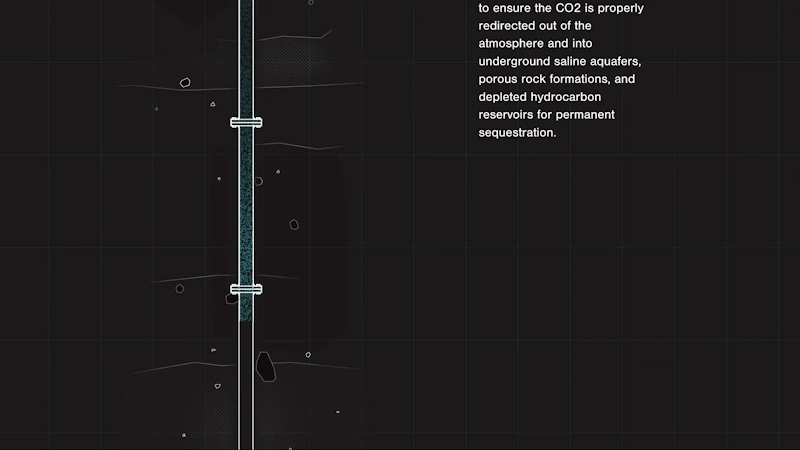 to ensure the CO2 is properly
redirected out of the
atmosphere and into
underground saline aquafers,
porous rock formations, and
depleted hydrocarbon
reservoirs for permanent
sequestration.